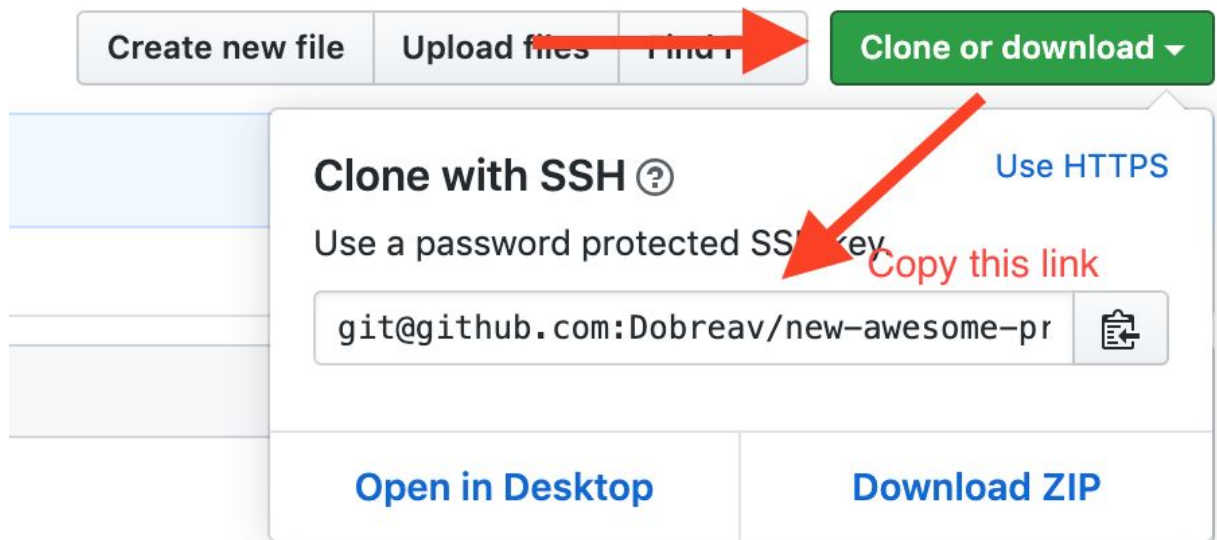 Create new file
Upload files
Clone or download
Clone with SSH ?
Use HTTPS
Use a password protected key.
Copy this link
git@github.com:Dobreav/new-awesome-pr
Open in Desktop
Download ZIP